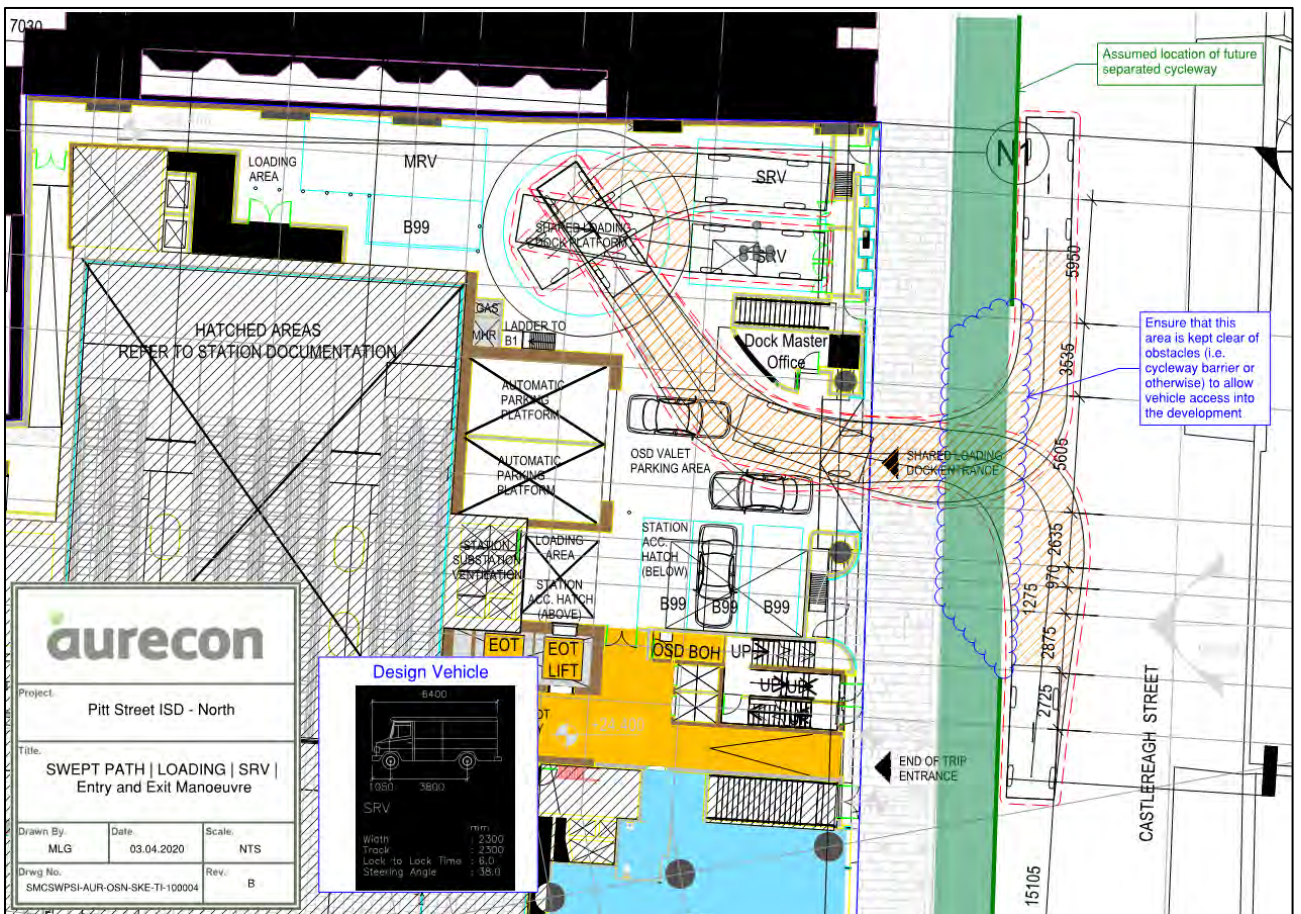 7030
Assumed location of future
separated cycleway
N1
LOADING
AREA
MRV
B99
SRV
SRV
SHARED LOADING
DOCK PLATFORM
5950
3535
5605
2635
970
1275
2875
2725
15105
Ensure that this
area is kept clear of
obstacles (i.e.
cycleway barrier or
otherwise) to allow
vehicle access into
the development
HATCHED AREAS
REFER TO STATION DOCUMENTATION
GAS
MHR
LADDER TO
B1
Dock Master
Office
AUTOMATIC
PARKING
PLATFORM
AUTOMATIC
PARKING
PLATFORM
OSD VALET
PARKING AREA
SHARED LOADING
DOCK ENTRANCE
STATION
SUBSTATION
VENTILATION
LOADING
AREA
STATION
ACC. HATCH
(ABOVE)
STATION
ACC.
HATCH
(BELOW)
B99
B99
B99
EOT
EOT
LIFT
OSD BOH
UP
UP
UP
+24.400
END OF TRIP
ENTRANCE
CASTLEREAGH STREET
aurecon
Project.
Pitt Street ISD - North
Title.
SWEPT PATH | LOADING | SRV |
Entry and Exit Manoeuvre
Drawn By.
MLG
Date
03.04.2020
Scale.
NTS
Drwg No.
SMCSWPSI-AUR-OSN-SKE-TI-100004
Rev.
B
Design Vehicle
6400
1050
3800
SRV
mm
Width : 2300
Track : 2300
Lock to Lock Time : 6.0
Steering Angle : 38.0